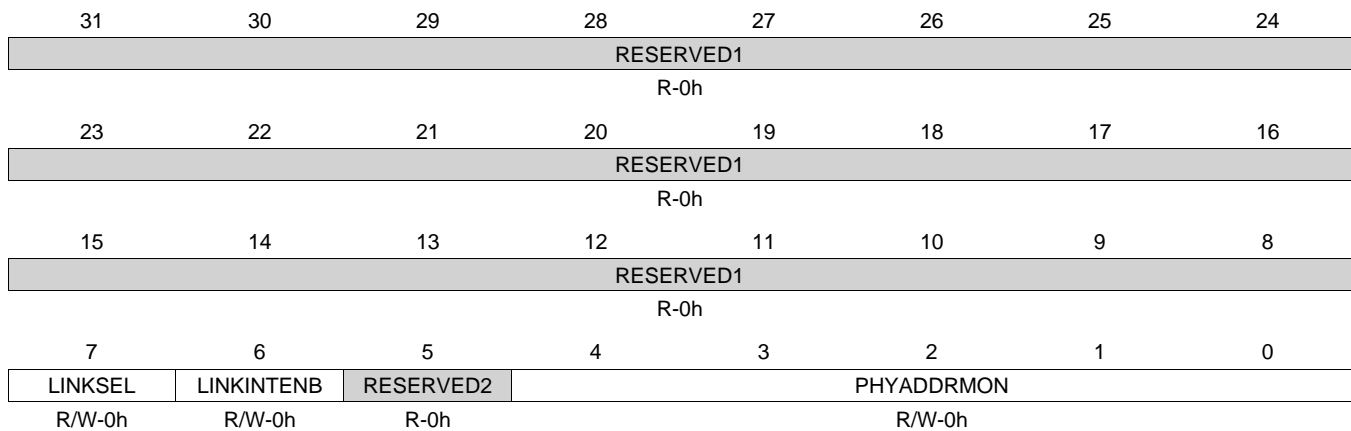 31 30 29 28 27 26 25 24
RESERVED1
R-0h
23 22 21 20 19 18 17 16
RESERVED1
R-0h
15 14 13 12 11 10 9 8
RESERVED1
R-0h
7 6 5 4 3 2 1 0
LINKSEL LINKINTENB RESERVED2 PHYADDRMON
R/W-0h R/W-0h R-0h R/W-0h